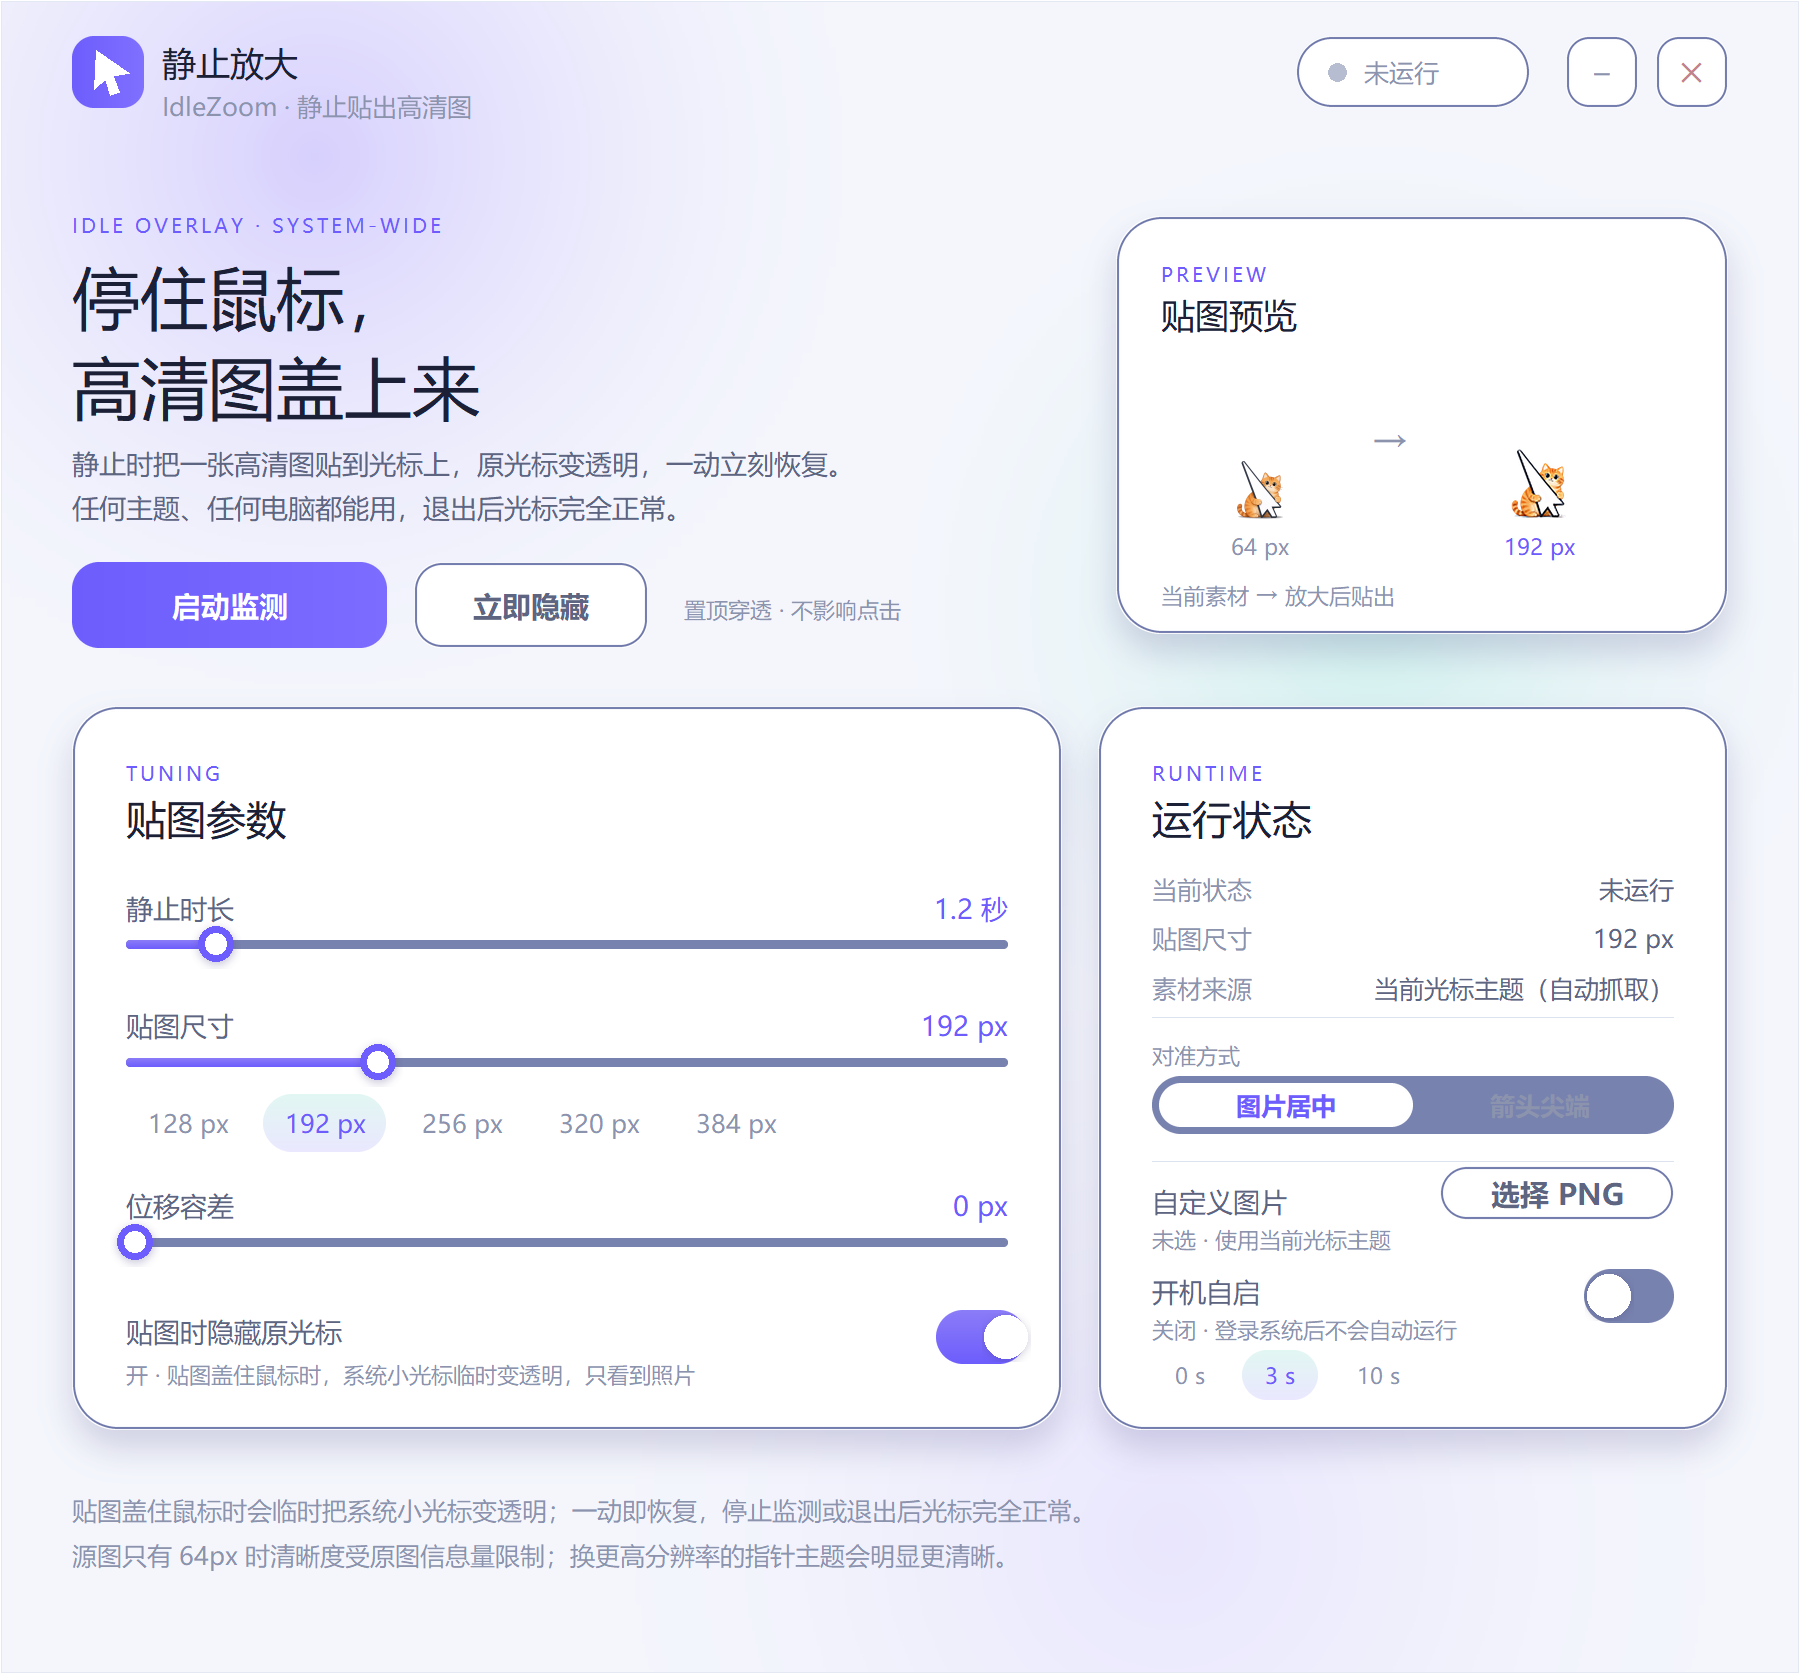 静止放大
IdleZoom · 静止贴出高清图
未运行
IDLE OVERLAY · SYSTEM-WIDE
停住鼠标，
高清图盖上来
静止时把一张高清图贴到光标上，原光标变透明，一动立刻恢复。
任何主题、任何电脑都能用，退出后光标完全正常。
启动监测
立即隐藏
置顶穿透 · 不影响点击
PREVIEW
贴图预览
→
64 px
192 px
当前素材 → 放大后贴出
TUNING
贴图参数
静止时长
1.2 秒
贴图尺寸
192 px
128 px
192 px
256 px
320 px
384 px
位移容差
0 px
贴图时隐藏原光标
开 · 贴图盖住鼠标时，系统小光标临时变透明，只看到照片
RUNTIME
运行状态
当前状态
未运行
贴图尺寸
192 px
素材来源
当前光标主题（自动抓取）
对准方式
图片居中
箭头尖端
自定义图片
选择 PNG
未选 · 使用当前光标主题
开机自启
关闭 · 登录系统后不会自动运行
0 s
3 s
10 s
贴图盖住鼠标时会临时把系统小光标变透明；一动即恢复，停止监测或退出后光标完全正常。
源图只有 64px 时清晰度受原图信息量限制；换更高分辨率的指针主题会明显更清晰。